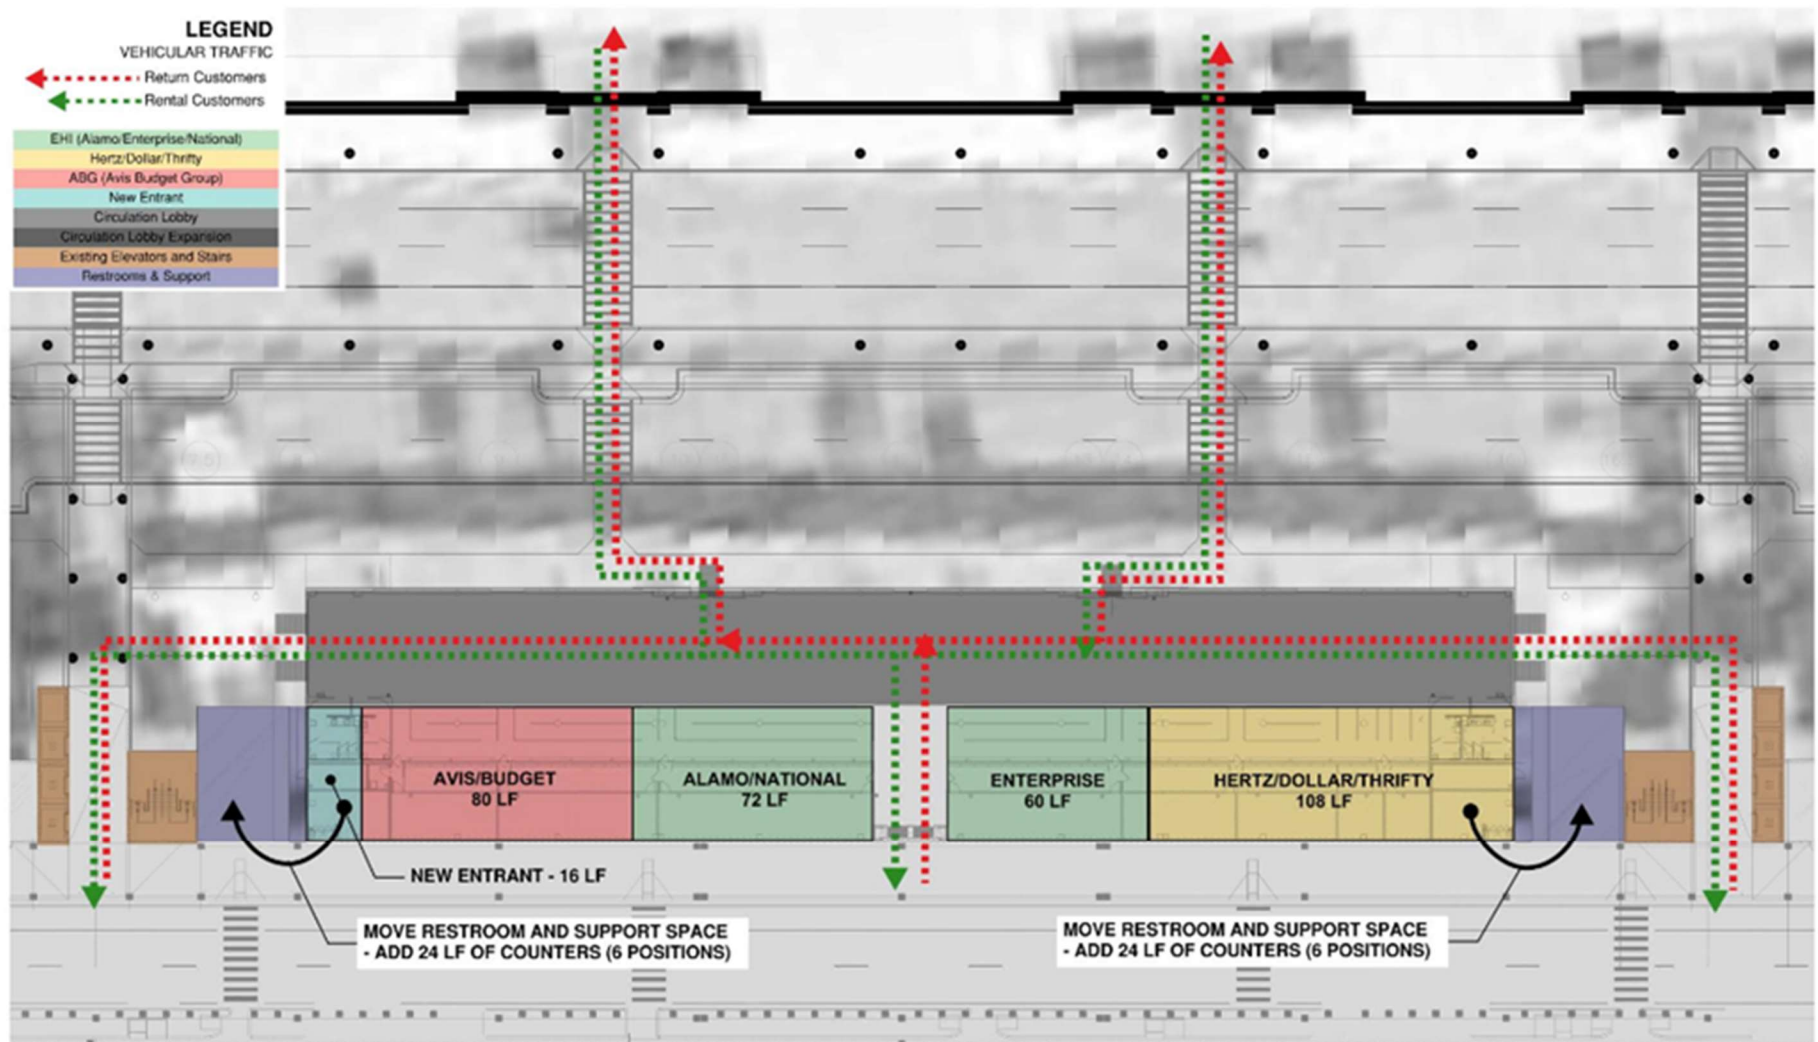 LEGEND
VEHICULAR TRAFFIC
Return Customers
Rental Customers
EHI (Alamo/Enterprise/National)
Hertz/Dollar/Thrifty
ABG (Avis Budget Group)
New Entrant
Circulation Lobby
Circulation Lobby Expansion
Existing Elevators and Stairs
Restrooms & Support
AVIS/BUDGET
80 LF
ALAMO/NATIONAL
72 LF
ENTERPRISE
60 LF
HERTZ/DOLLAR/THRIFTY
108 LF
NEW ENTRANT - 16 LF
MOVE RESTROOM AND SUPPORT SPACE
- ADD 24 LF OF COUNTERS (6 POSITIONS)
MOVE RESTROOM AND SUPPORT SPACE
- ADD 24 LF OF COUNTERS (6 POSITIONS)